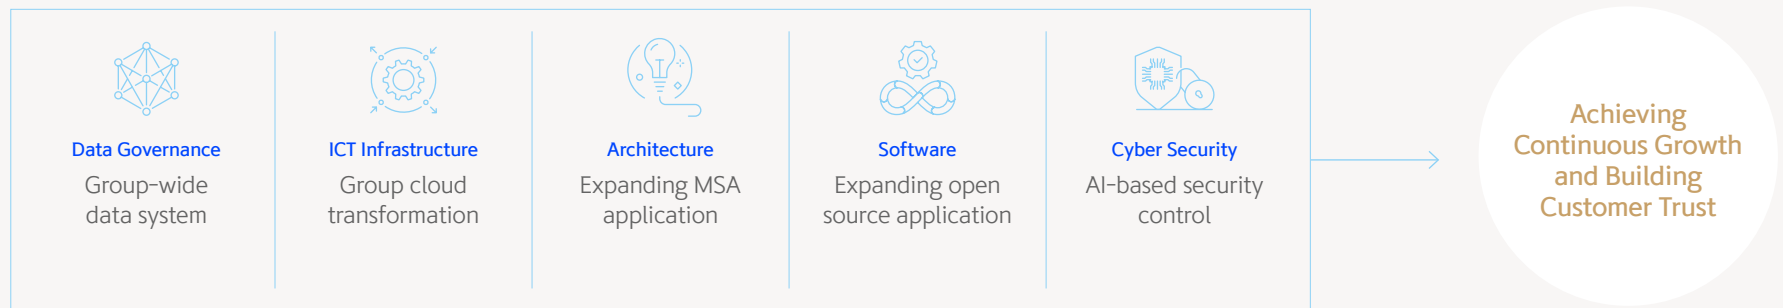 Data Governance
Group-wide
data system
ICT Infrastructure
Group cloud
transformation
Architecture
Expanding MSA
application
Software
Expanding open
source application
Cyber Security
AI-based security
control
Achieving
Continuous Growth
and Building
Customer Trust